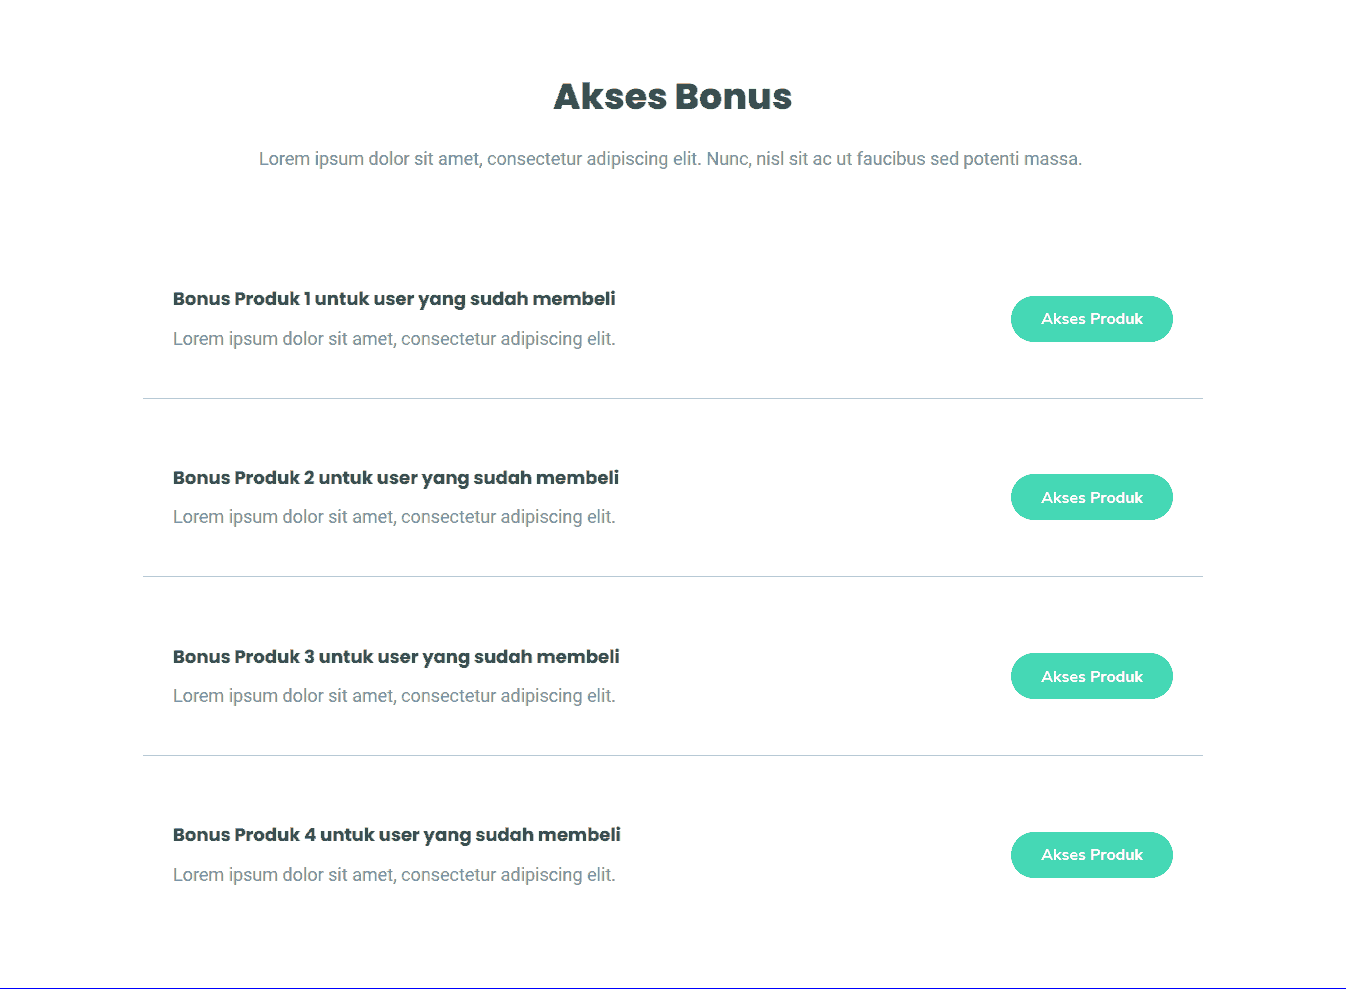 Akses Bonus
Lorem ipsum dolor sit amet, consectetur adipiscing elit. Nunc, nisl sit ac ut faucibus sed potenti massa.
Bonus Produk 1 untuk user yang sudah membeli
Lorem ipsum dolor sit amet, consectetur adipiscing elit.
Akses Produk
Bonus Produk 2 untuk user yang sudah membeli
Lorem ipsum dolor sit amet, consectetur adipiscing elit.
Akses Produk
Bonus Produk 3 untuk user yang sudah membeli
Lorem ipsum dolor sit amet, consectetur adipiscing elit.
Akses Produk
Bonus Produk 4 untuk user yang sudah membeli
Lorem ipsum dolor sit amet, consectetur adipiscing elit.
Akses Produk